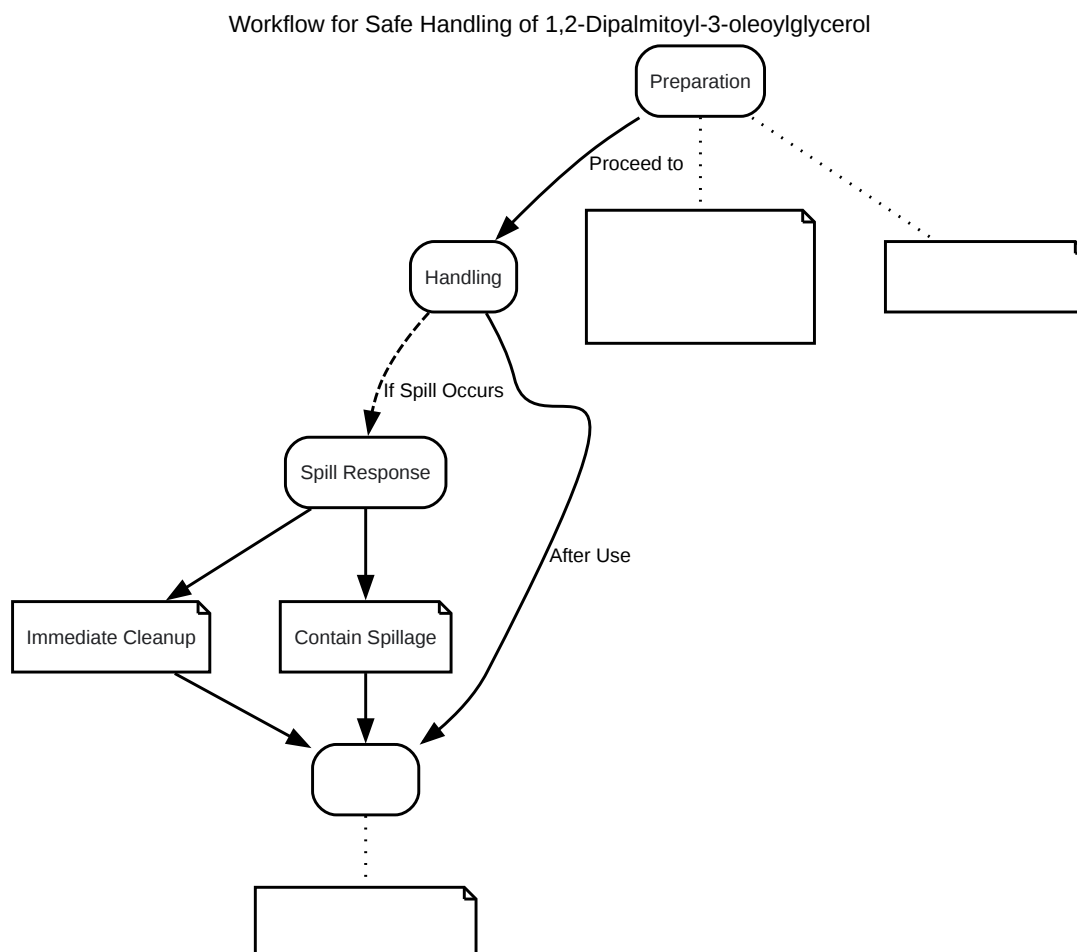 Workflow for Safe Handling of 1,2-Dipalmitoyl-3-oleoylglycerol
Preparation
Proceed to
Handling
If Spill Occurs
Spill Response
After Use
Immediate Cleanup
Contain Spillage